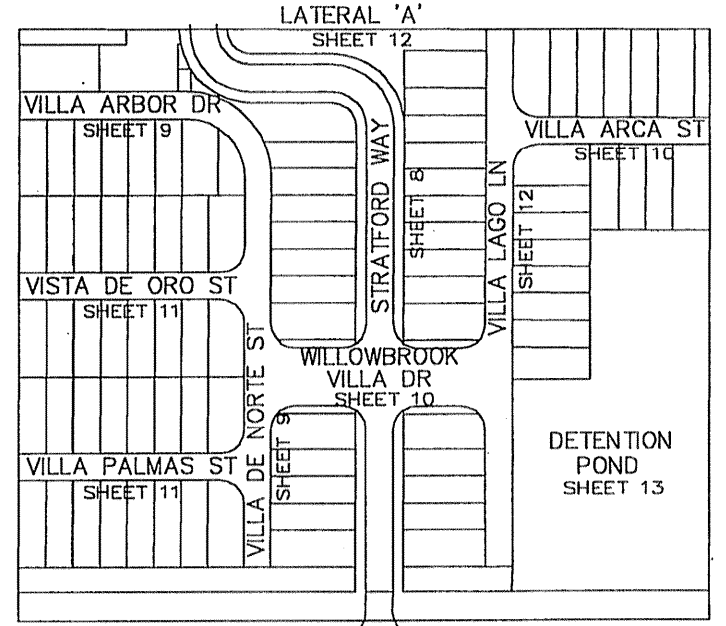 LATERAL 'A'
SHEET 12
VILLA ARBOR DR
SHEET 9
VILLA ARCA ST
SHEET 10
STRATFORD WAY
SHEET 8
VILLA LAGO LN
SHEET 12
VISTA DE ORO ST
SHEET 11
WILLOWBROOK
VILLA DR
SHEET 10
VILLA DE NORTE ST
SHEET 9
VILLA PALMAS ST
SHEET 11
DETENTION
POND
SHEET 13